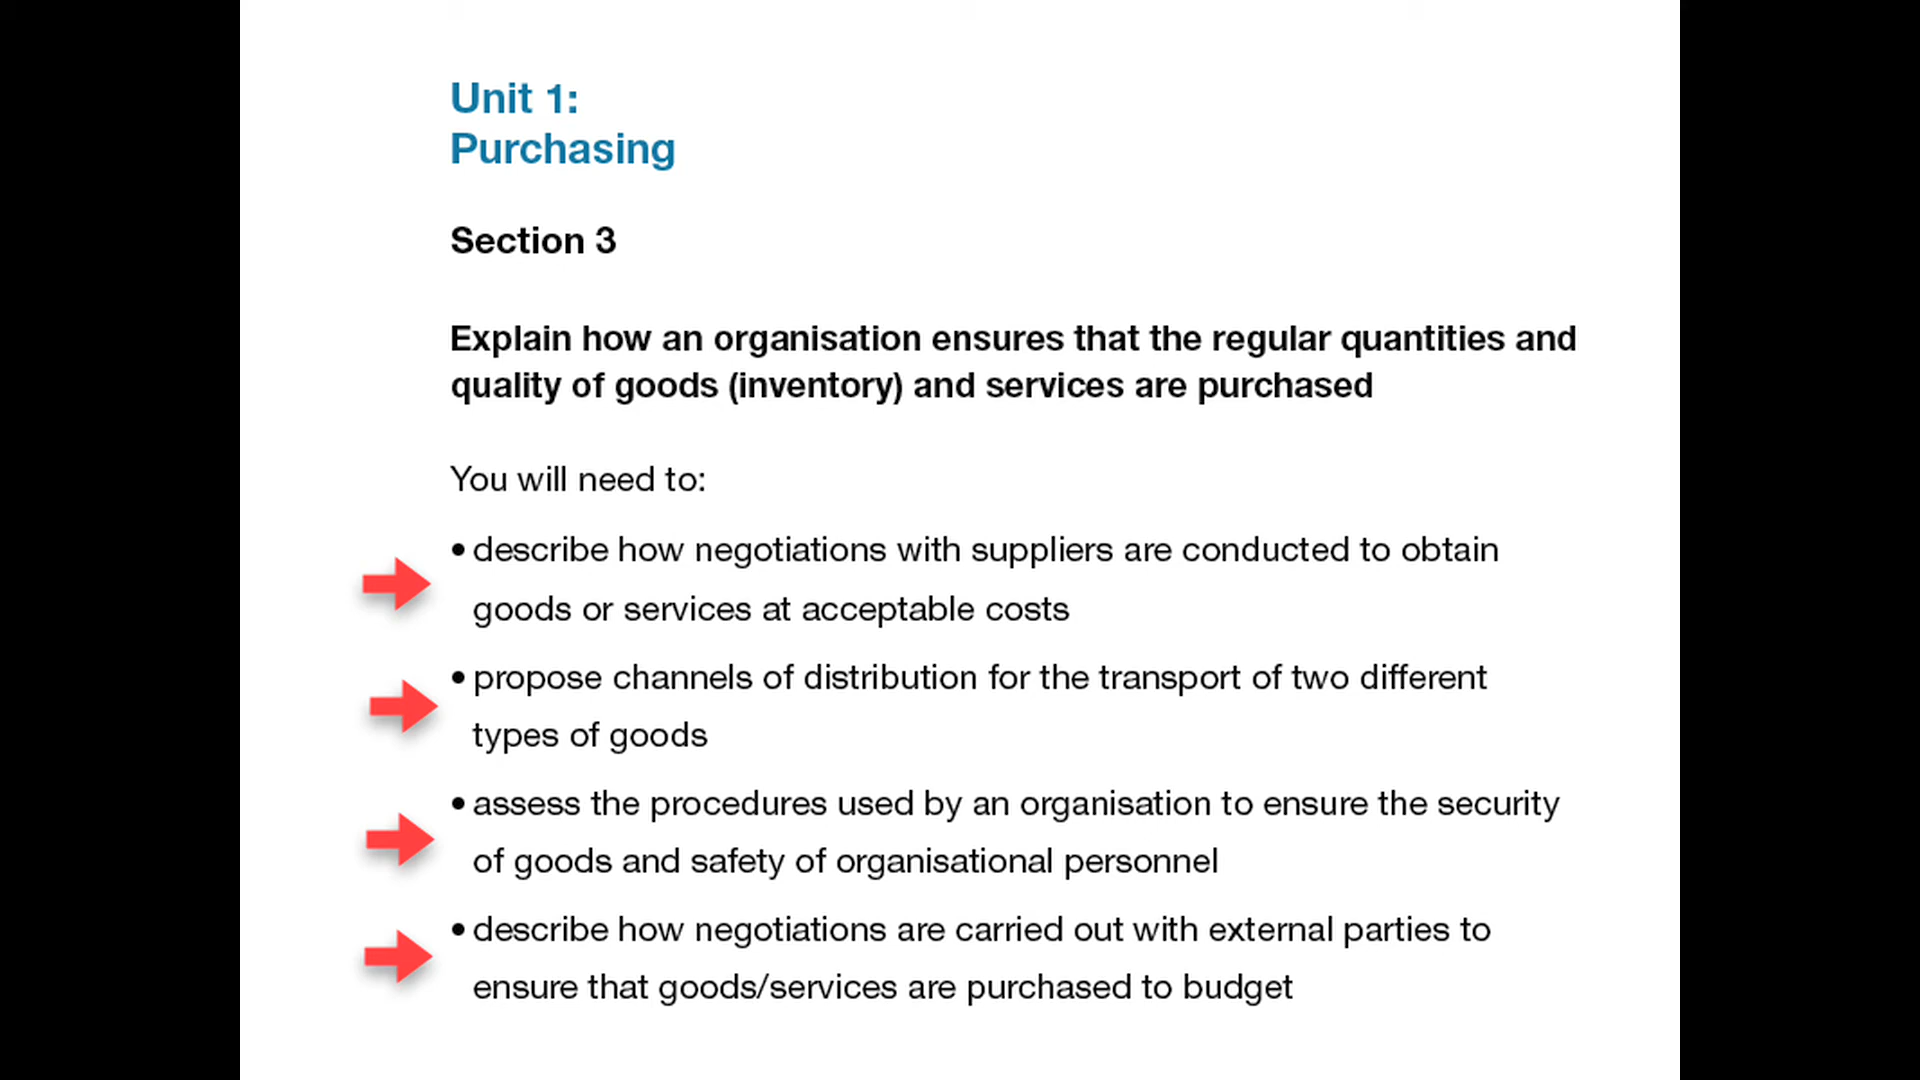 Unit 1:
Purchasing
Section 3
Explain how an organisation ensures that the regular quantities and
quality of goods (inventory) and services are purchased
You will need to:
• describe how negotiations with suppliers are conducted to obtain
goods or services at acceptable costs
• propose channels of distribution for the transport of two different
types of goods
• assess the procedures used by an organisation to ensure the security
of goods and safety of organisational personnel
• describe how negotiations are carried out with external parties to
ensure that goods/services are purchased to budget